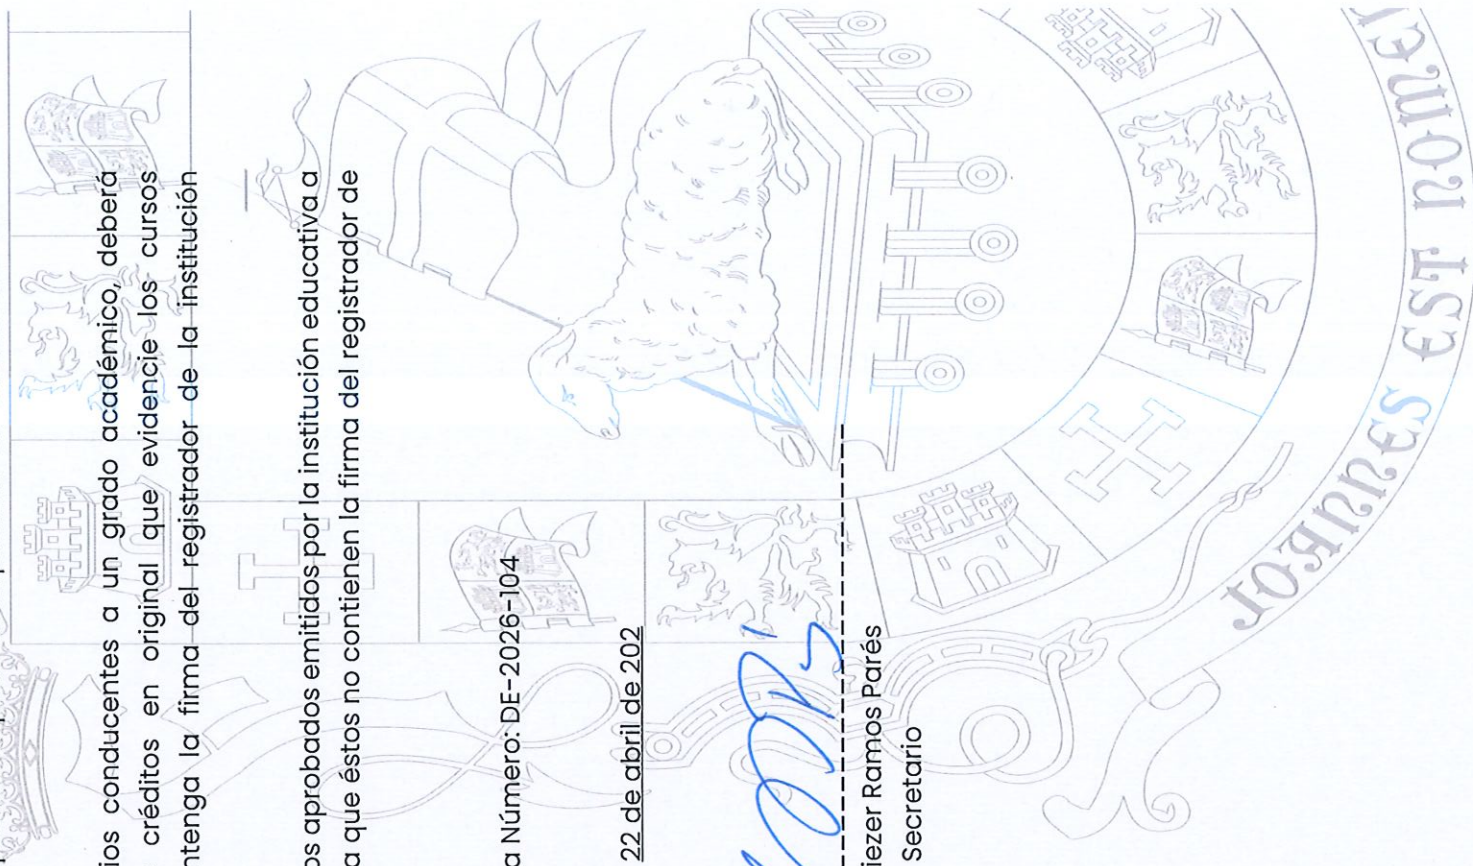 ios conducentes a un grado académico, deberá
créditos en original que evidencie los cursos
ntenga la firma del registrador de la institución
os aprobados emitidos por la institución educativa a
a que éstos no contienen la firma del registrador de
a Número: DE-2026-104
22 de abril de 202
iezer Ramos Parés
Secretario
JOANNES EST NOMEN